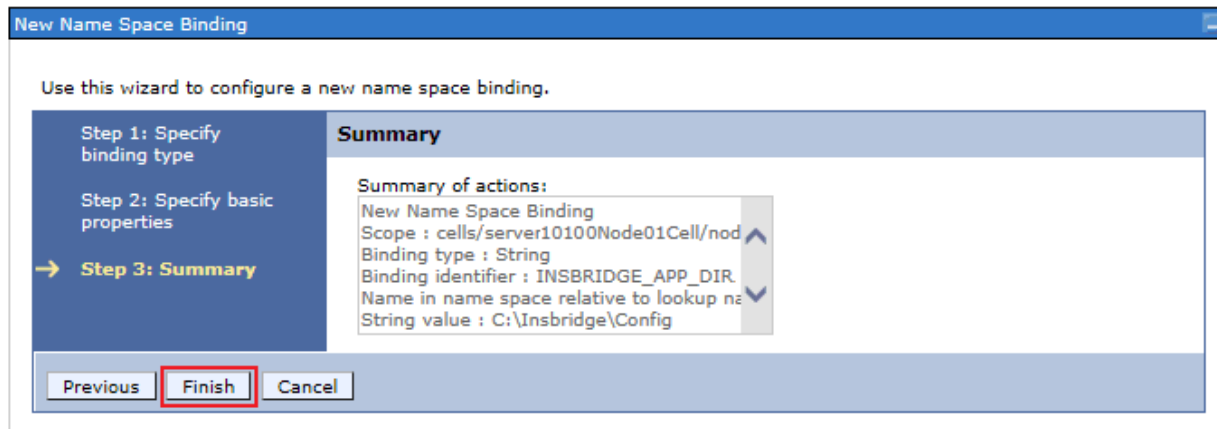 New Name Space Binding
Use this wizard to configure a new name space binding.
Step 1: Specify
binding type
Step 2: Specify basic
properties
Step 3: Summary
Summary
Summary of actions:
New Name Space Binding
Scope : cells/server10100Node01Cell/nod
Binding type : String
Binding identifier : INSBRIDGE_APP_DIR
Name in name space relative to lookup na
String value : C:\Insbridge\Config
Previous Finish Cancel